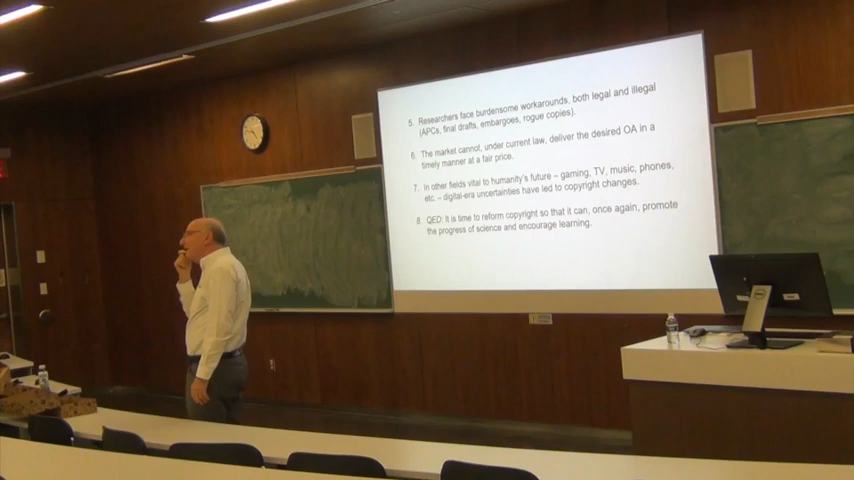 5. Researchers face burdensome workarounds, both legal and illegal
(APCs, final drafts, embargoes, rogue copies).
6. The market cannot, under current law, deliver the desired OA in a
timely manner at a fair price.
7. In other fields vital to humanity's future – gaming, TV, music, phones,
etc. – digital-era uncertainties have led to copyright changes.
8. QED: It is time to reform copyright so that it can, once again, promote
the progress of science and encourage learning.
DELL